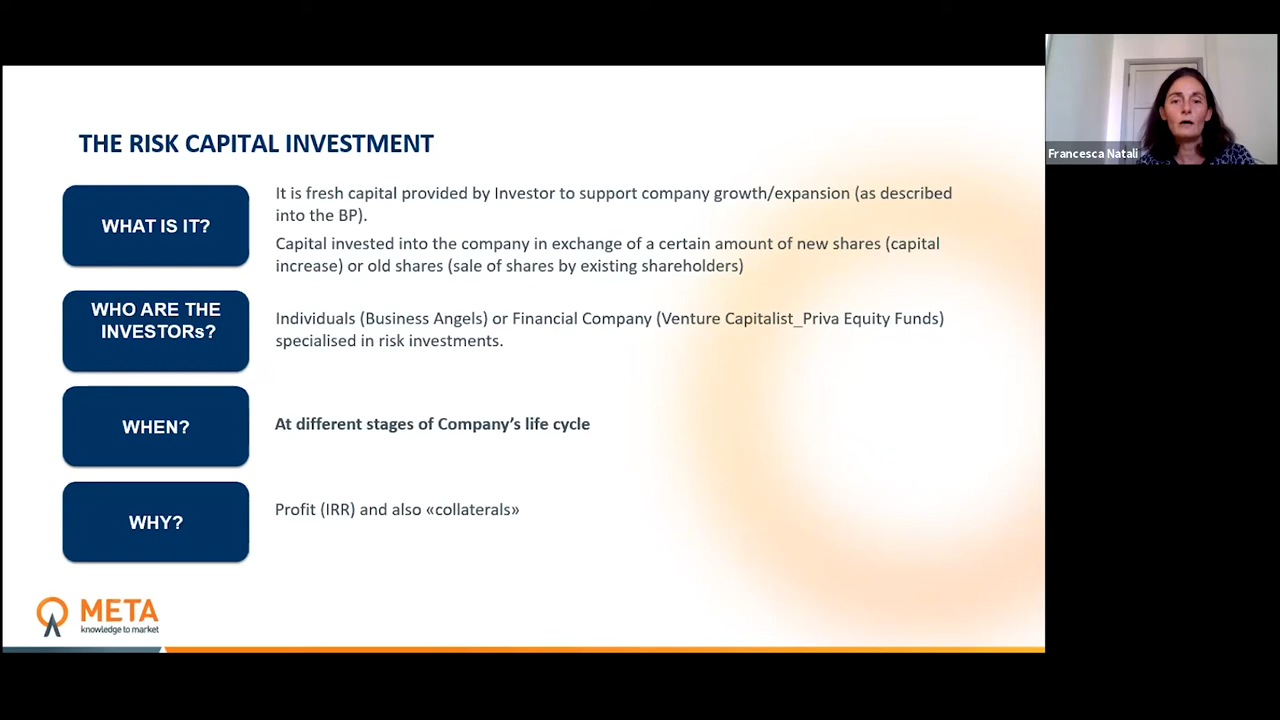 THE RISK CAPITAL INVESTMENT
WHAT IS IT?
It is fresh capital provided by Investor to support company growth/expansion (as described
into the BP).
Capital invested into the company in exchange of a certain amount of new shares (capital
increase) or old shares (sale of shares by existing shareholders)
WHO ARE THE
INVESTORs?
Individuals (Business Angels) or Financial Company (Venture Capitalist_Priva Equity Funds)
specialised in risk investments.
WHEN?
At different stages of Company’s life cycle
WHY?
Profit (IRR) and also «collaterals»
META
knowledge to market
Francesca Natali